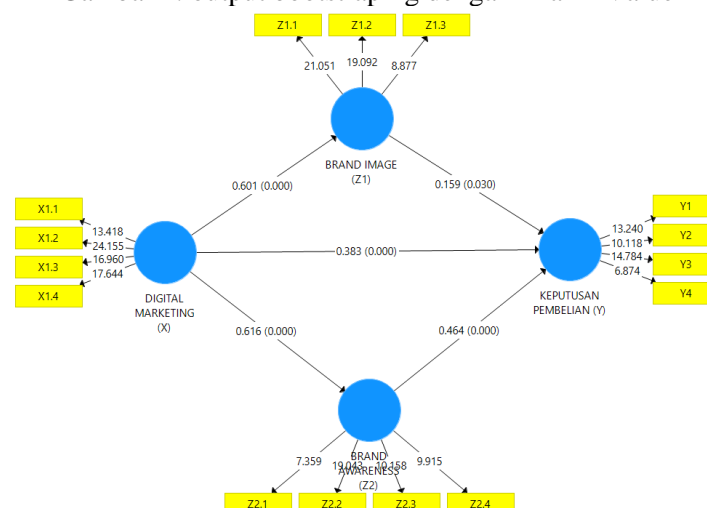 Z1.1 Z1.2 Z1.3
21.051 19.092 8.877
BRAND IMAGE
(Z1)
0.601 (0.000) 0.159 (0.030)
X1.1
X1.2
X1.3
X1.4
13.418
24.155
16.960
17.644
DIGITAL
MARKETING
(X)
0.383 (0.000)
Y1
Y2
Y3
Y4
13.240
10.118
14.784
6.874
KEPUTUSAN
PEMBELIAN (Y)
0.616 (0.000) 0.464 (0.000)
BRAND
AWARENESS
(Z2)
7.359 19.043 10.158 9.915
Z2.1 Z2.2 Z2.3 Z2.4